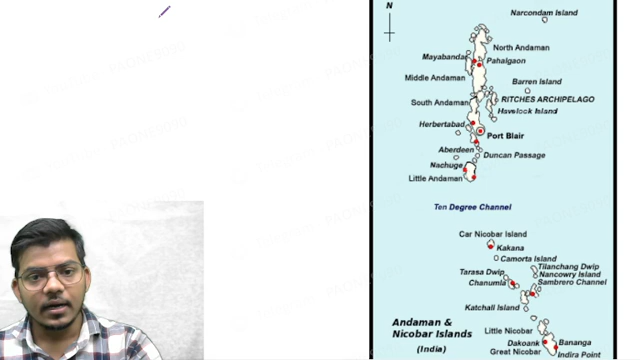 N
Narcondam Island
North Andaman
Mayabandar
Pahalgaon
Middle Andaman
Barren Island
South Andaman
RITCHES ARCHIPELAGO
Havelock Island
Herbertabad
Port Blair
Aberdeen
Duncan Passage
Nachuge
Little Andaman
Ten Degree Channel
Car Nicobar Island
Kakana
Camorta Island
Tilanchang Dwip
Tarasa Dwip
Nancowry Island
Chanumla
Sambrero Channel
Katchall Island
Andaman &
Nicobar Islands
(India)
Little Nicobar
Dakoank
Bananga
Great Nicobar
Indira Point